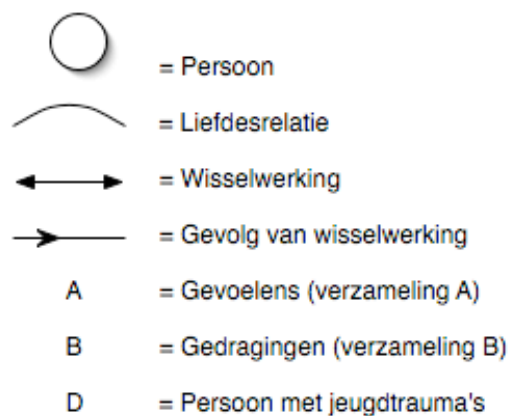 = Persoon
= Liefdesrelatie
= Wisselwerking
= Gevolg van wisselwerking
A = Gevoelens (verzameling A)
B = Gedragingen (verzameling B)
D = Persoon met jeugdtrauma's